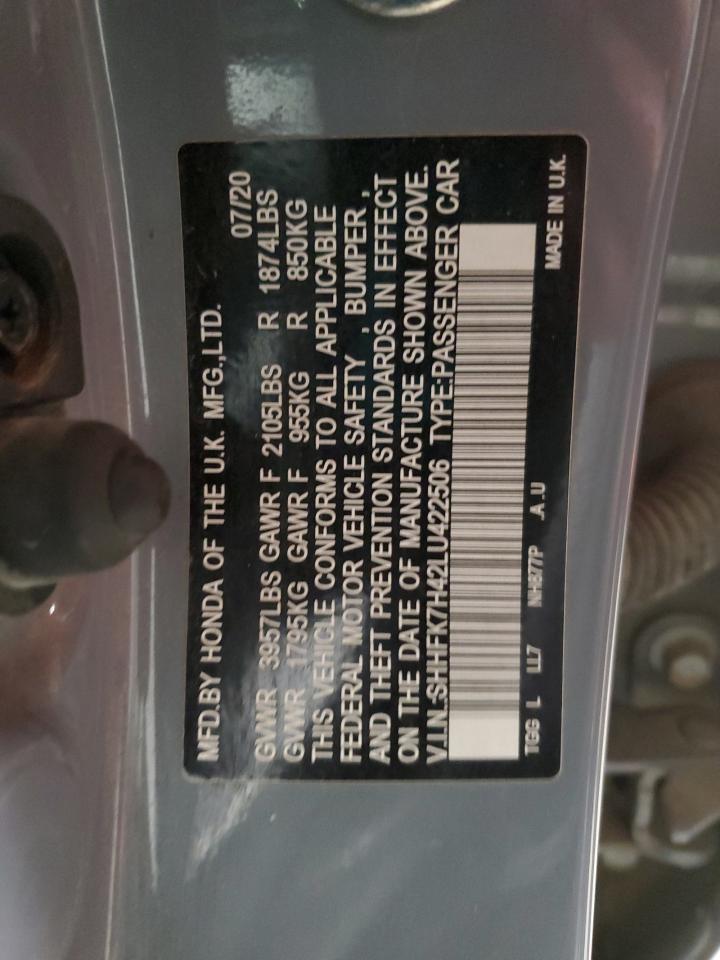 MFD.BY HONDA OF THE U.K. MFG.,LTD. 07/20
GVWR 3957LBS GAWR F 2105LBS R 1874LBS
GVWR 1795KG GAWR F 955KG R 850KG
THIS VEHICLE CONFORMS TO ALL APPLICABLE
FEDERAL MOTOR VEHICLE SAFETY , BUMPER ,
AND THEFT PREVENTION STANDARDS IN EFFECT
ON THE DATE OF MANUFACTURE SHOWN ABOVE.
V.I.N.:SHHFK7H42LU422506 TYPE:PASSENGER CAR
TGG L LL7 NH877P .A .U MADE IN U.K.